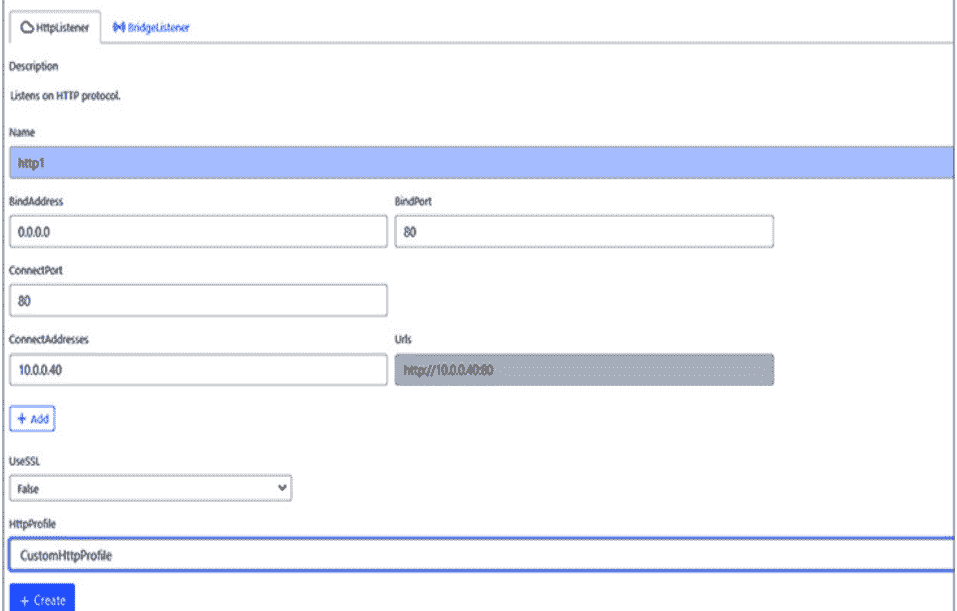 HttpListener BridgeListener
Description
Listens on HTTP protocol.
Name
http1
BindAddress BindPort
0.0.0.0 80
ConnectPort
80
ConnectAddresses Urls
10.0.0.40 http://10.0.0.40:80
+ Add
UseSSL
False
HttpProfile
CustomHttpProfile
+ Create